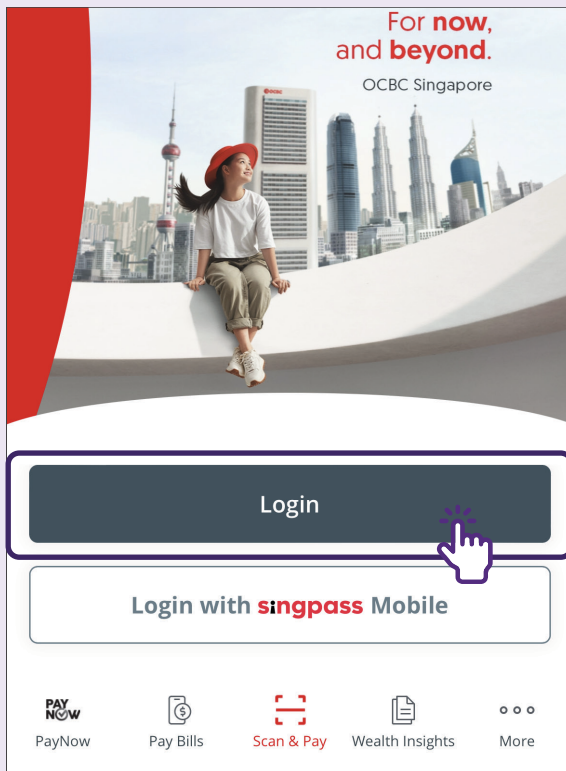 For now,
and beyond.
OCBC Singapore
OCBC
Login
Login with singpass Mobile
PAY
NOW
PayNow
Pay Bills
Scan & Pay
Wealth Insights
More